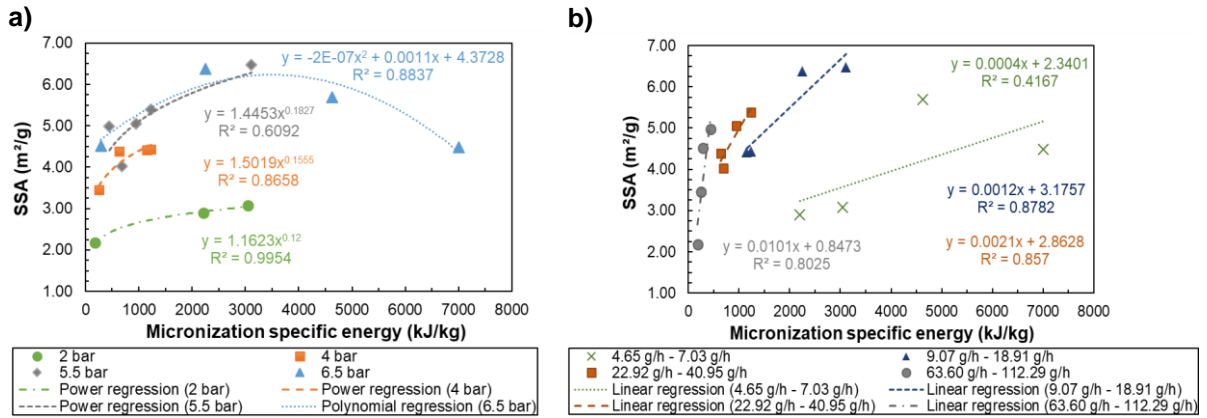 a)
7.00
6.00
5.00
4.00
3.00
2.00
1.00
SSA (m²/g)
y = -2E-07x² + 0.0011x + 4.3728
R² = 0.8837
y = 1.4453x^0.1827
R² = 0.6092
y = 1.5019x^0.1555
R² = 0.8658
y = 1.1623x^0.12
R² = 0.9954
0 1000 2000 3000 4000 5000 6000 7000 8000
Micronization specific energy (kJ/kg)
2 bar 4 bar
5.5 bar 6.5 bar
Power regression (2 bar) Power regression (4 bar)
Power regression (5.5 bar) Polynomial regression (6.5 bar)
b)
7.00
6.00
5.00
4.00
3.00
2.00
1.00
SSA (m²/g)
y = 0.0004x + 2.3401
R² = 0.4167
y = 0.0012x + 3.1757
R² = 0.8782
y = 0.0101x + 0.8473
R² = 0.8025
y = 0.0021x + 2.8628
R² = 0.857
0 1000 2000 3000 4000 5000 6000 7000 8000
Micronization specific energy (kJ/kg)
4.65 g/h - 7.03 g/h 9.07 g/h - 18.91 g/h
22.92 g/h - 40.95 g/h 63.60 g/h - 112.29 g/h
Linear regression (4.65 g/h - 7.03 g/h) Linear regression (9.07 g/h - 18.91 g/h)
Linear regression (22.92 g/h - 40.95 g/h) Linear regression (63.60 g/h - 112.29 g/h)